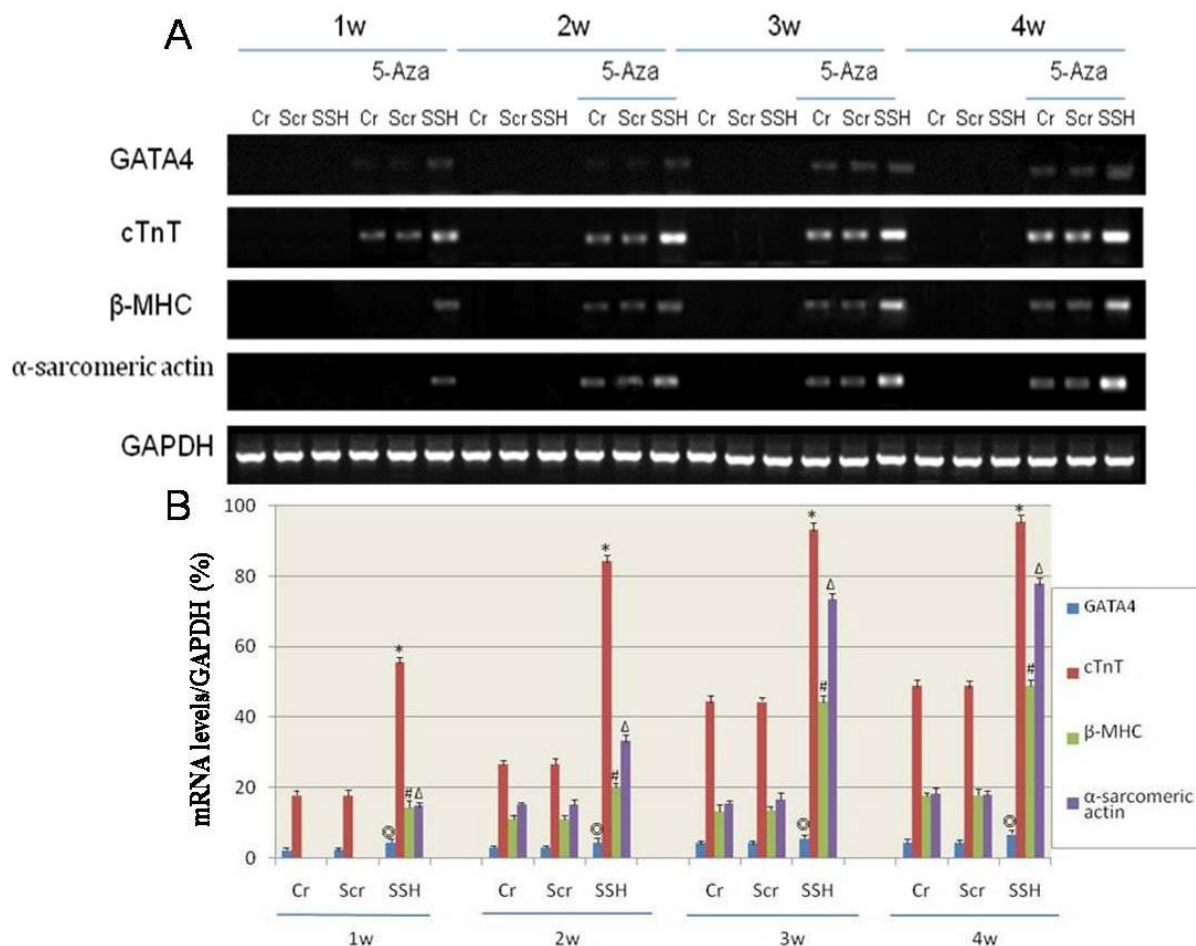 A
1w 2w 3w 4w
5-Aza 5-Aza 5-Aza 5-Aza
Cr Scr SSH Cr Scr SSH Cr Scr SSH Cr Scr SSH Cr Scr SSH Cr Scr SSH Cr Scr SSH Cr Scr SSH
GATA4
cTnT
β-MHC
α-sarcomeric actin
GAPDH
B
mRNA levels/GAPDH (%)
100
80
60
40
20
0
* * * *
# # # #
Δ Δ Δ Δ
◎ ◎ ◎ ◎
Cr Scr SSH Cr Scr SSH Cr Scr SSH Cr Scr SSH
1w 2w 3w 4w
GATA4
cTnT
β-MHC
α-sarcomeric
actin